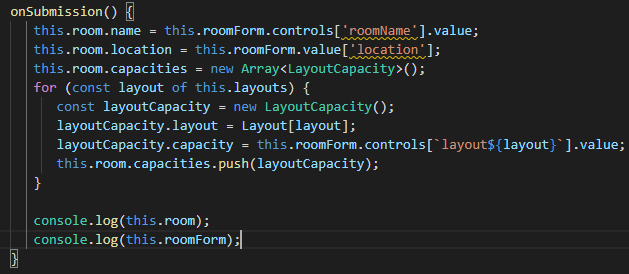 onSubmission() {
this.room.name = this.roomForm.controls['roomName'].value;
this.room.location = this.roomForm.value['location'];
this.room.capacities = new Array<LayoutCapacity>();
for (const layout of this.layouts) {
const layoutCapacity = new LayoutCapacity();
layoutCapacity.layout = Layout[layout];
layoutCapacity.capacity = this.roomForm.controls[`layout${layout}`].value;
this.room.capacities.push(layoutCapacity);
}
console.log(this.room);
console.log(this.roomForm);
}